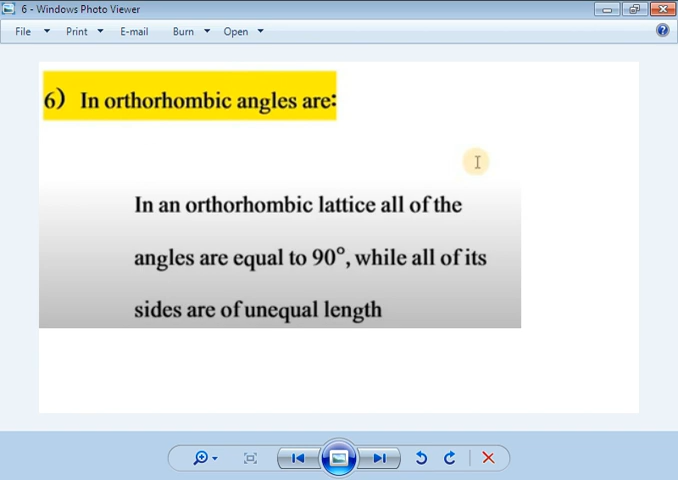 6 - Windows Photo Viewer
File Print E-mail Burn Open
6) In orthorhombic angles are:
In an orthorhombic lattice all of the
angles are equal to 90°, while all of its
sides are of unequal length